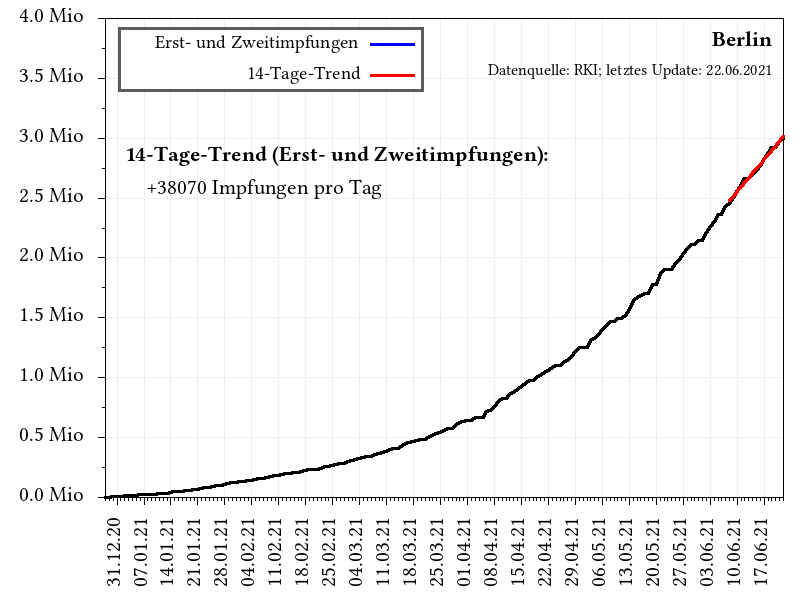 4.0 Mio
3.5 Mio
3.0 Mio
2.5 Mio
2.0 Mio
1.5 Mio
1.0 Mio
0.5 Mio
0.0 Mio
Erst- und Zweitimpfungen
14-Tage-Trend
Berlin
Datenquelle: RKI; letztes Update: 22.06.2021
14-Tage-Trend (Erst- und Zweitimpfungen):
+38070 Impfungen pro Tag
31.12.20
07.01.21
14.01.21
21.01.21
28.01.21
04.02.21
11.02.21
18.02.21
25.02.21
04.03.21
11.03.21
18.03.21
25.03.21
01.04.21
08.04.21
15.04.21
22.04.21
29.04.21
06.05.21
13.05.21
20.05.21
27.05.21
03.06.21
10.06.21
17.06.21